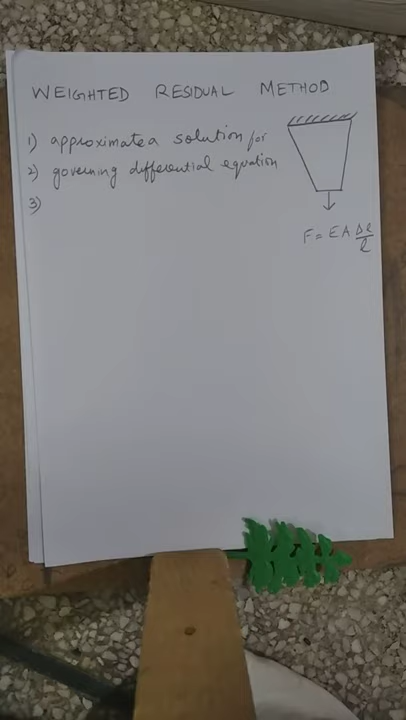 WEIGHTED RESIDUAL METHOD
1) approximate a solution for
2) governing differential equation
3)
F = EA Δl/l